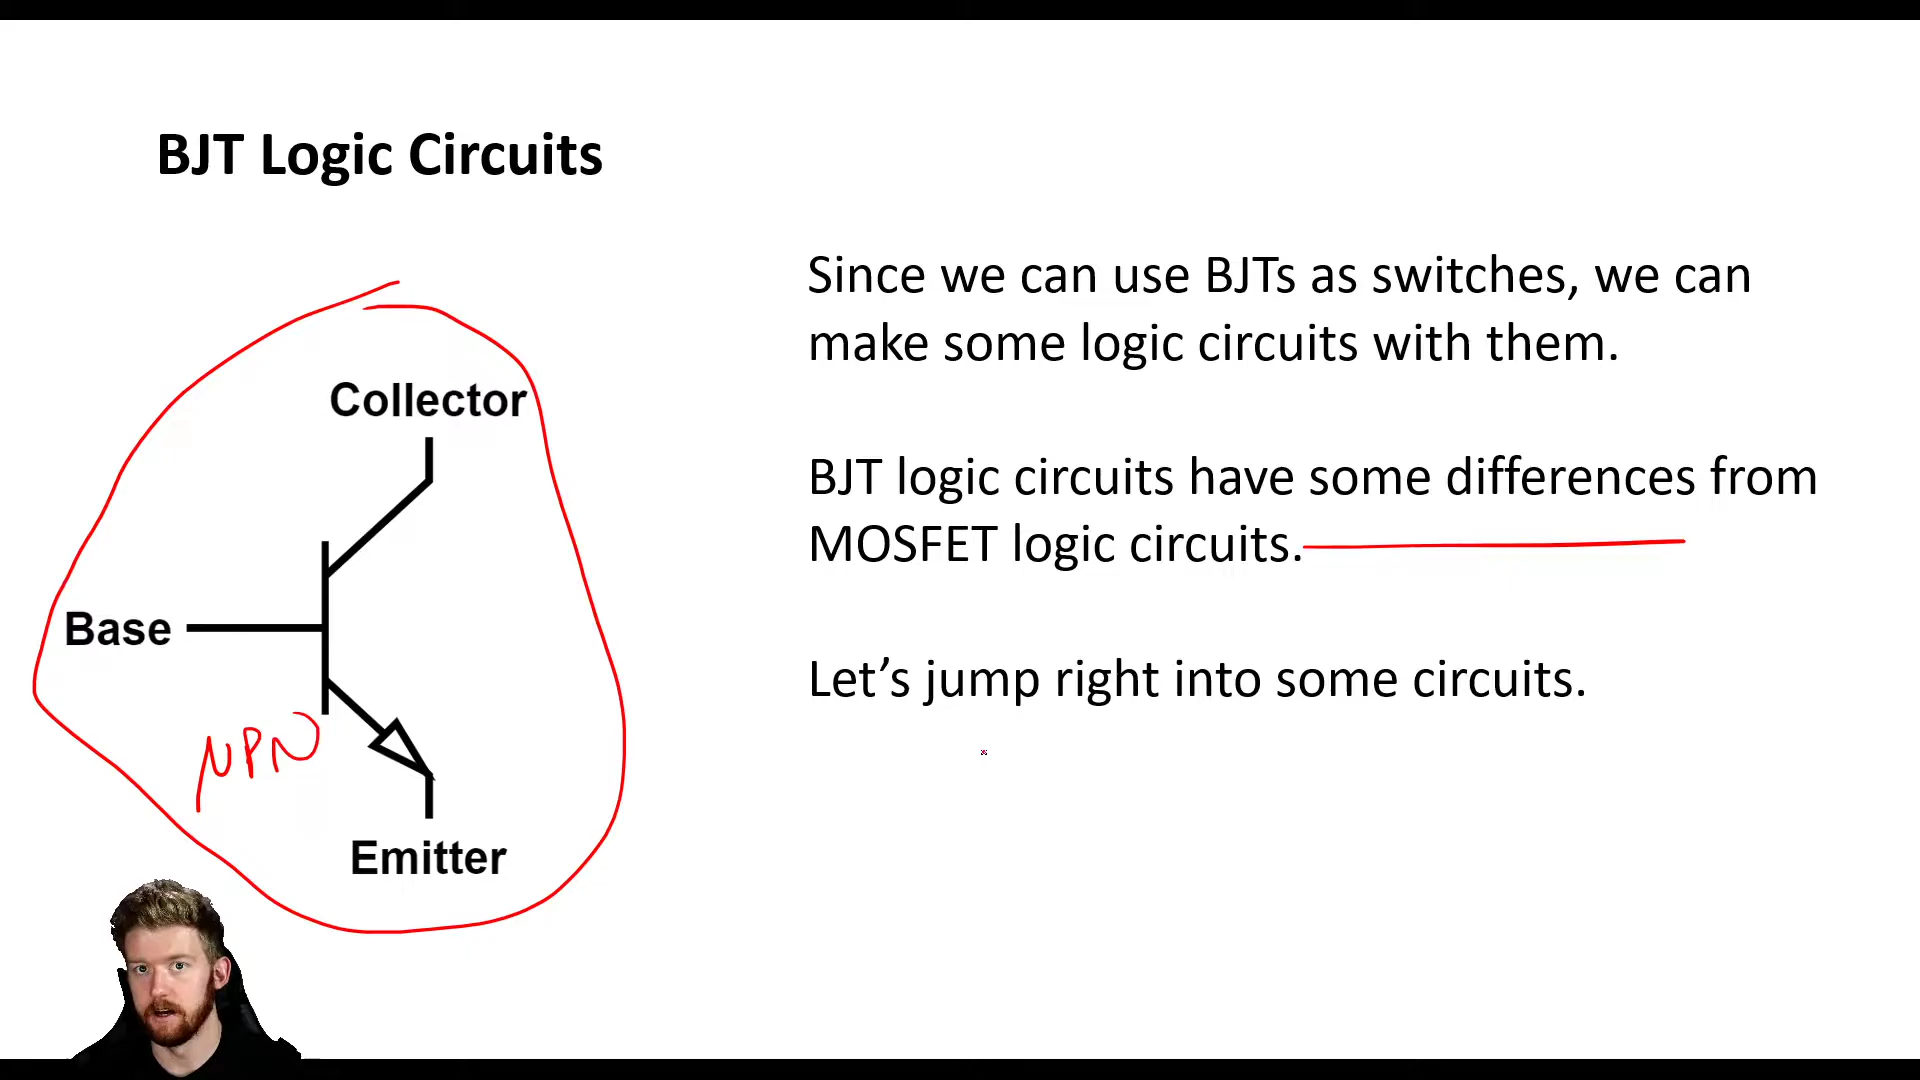 BJT Logic Circuits
Since we can use BJTs as switches, we can
make some logic circuits with them.
BJT logic circuits have some differences from
MOSFET logic circuits.
Let’s jump right into some circuits.
Collector
Base
NPN
Emitter